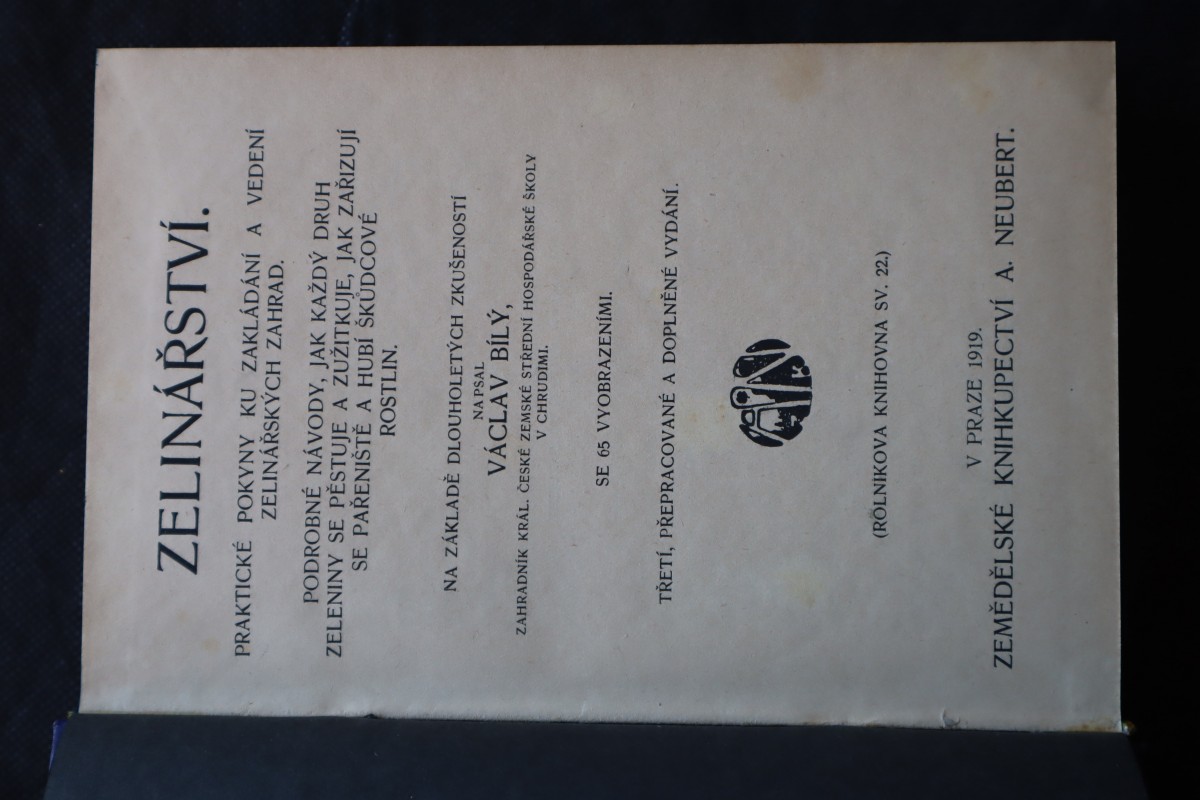 ZELINÁŘSTVÍ.
PRAKTICKÉ POKYNY KU ZAKLÁDÁNÍ A VEDENÍ
ZELINÁŘSKÝCH ZAHRAD.
PODROBNÉ NÁVODY, JAK KAŽDÝ DRUH
ZELENINY SE PĚSTUJE A ZUŽITKUJE, JAK ZAŘIZUJÍ
SE PAŘENIŠTĚ A HUBÍ ŠKŮDCOVÉ
ROSTLIN.
NA ZÁKLADĚ DLOUHOLETÝCH ZKUŠENOSTÍ
NAPSAL
VÁCLAV BÍLÝ,
ZAHRADNÍK KRÁL. ČESKÉ ZEMSKÉ STŘEDNÍ HOSPODÁŘSKÉ ŠKOLY
V CHRUDIMI.
SE 65 VYOBRAZENÍMI.
TŘETÍ, PŘEPRACOVANÉ A DOPLNĚNÉ VYDÁNÍ.
(ROLNIKOVA KNIHOVNA SV. 22.)
V PRAZE 1919.
ZEMĚDĚLSKÉ KNIHKUPECTVÍ A. NEUBERT.